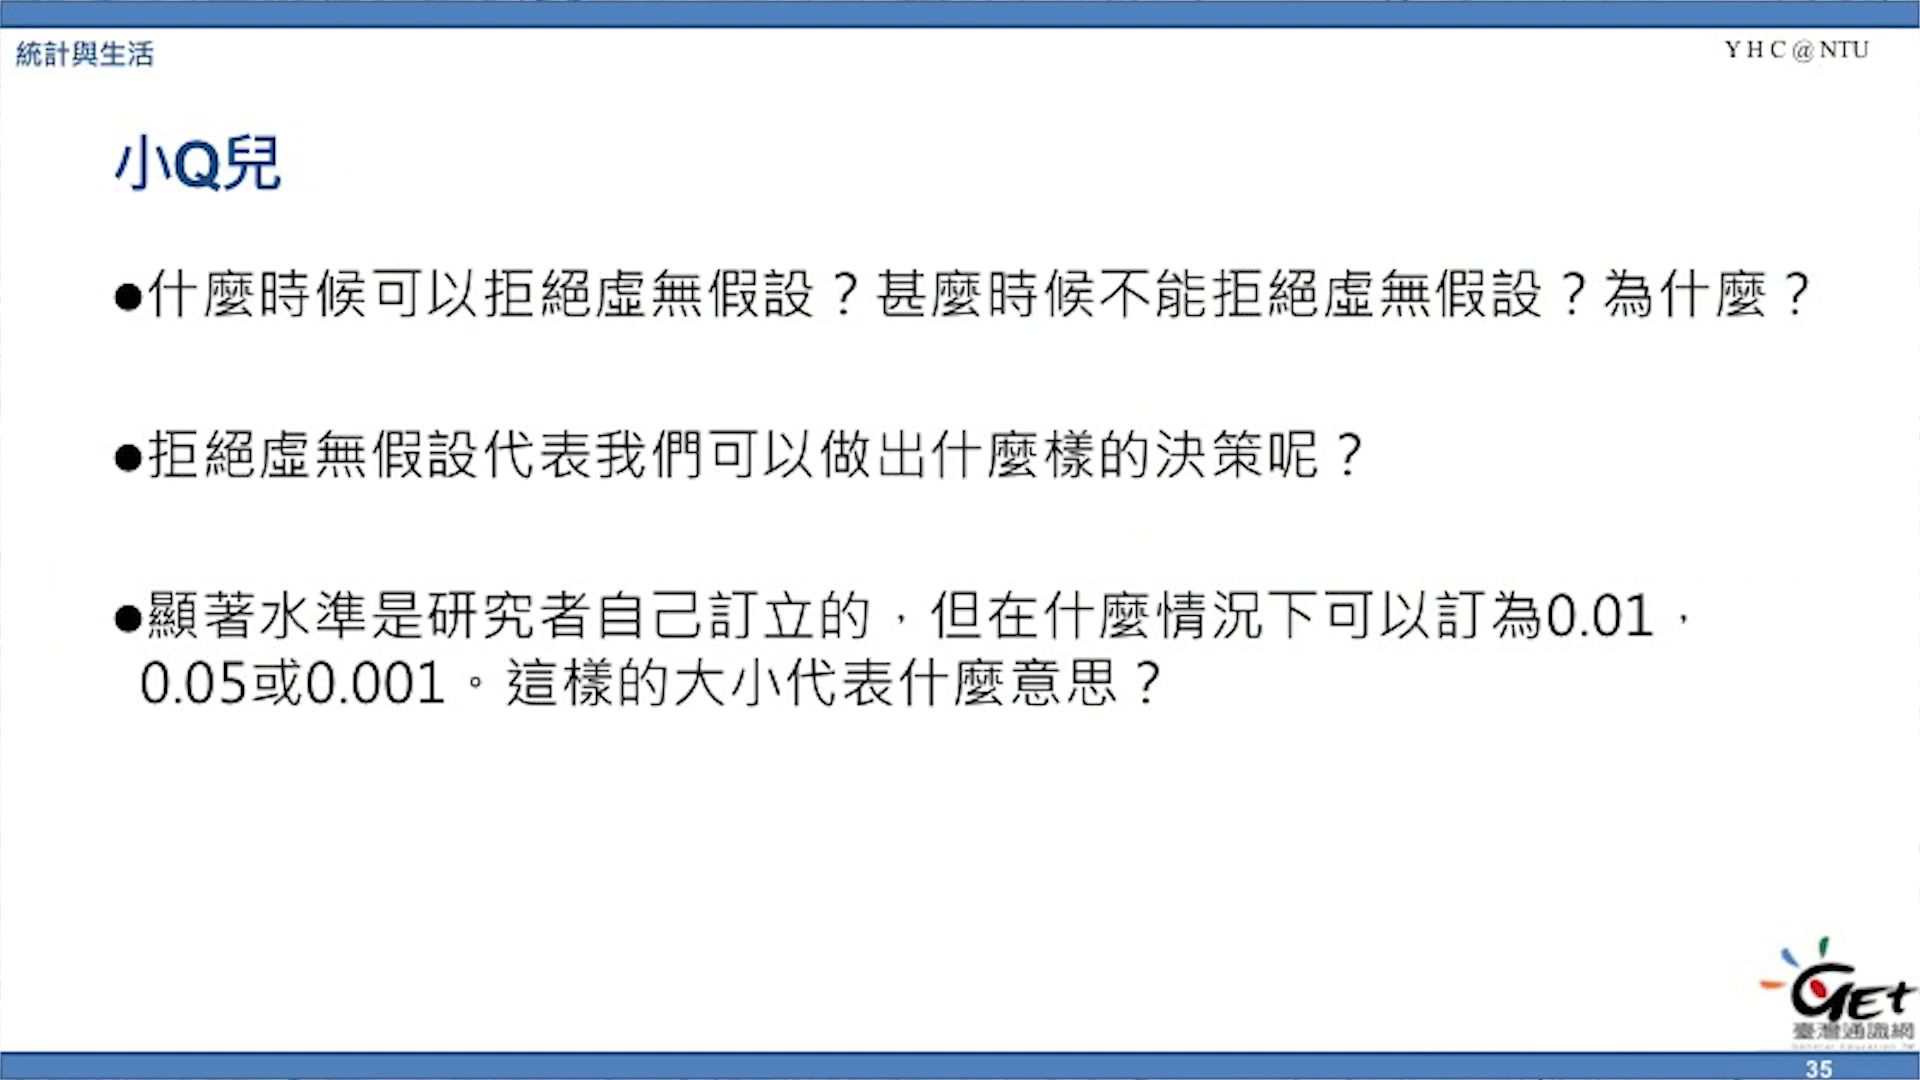 統計與生活
Y H C @ NTU
小Q兒
●什麼時候可以拒絕虛無假設？甚麼時候不能拒絕虛無假設？為什麼？
●拒絕虛無假設代表我們可以做出什麼樣的決策呢？
●顯著水準是研究者自己訂立的，但在什麼情況下可以訂為0.01，
0.05或0.001。這樣的大小代表什麼意思？
GEt
臺灣通識網
35